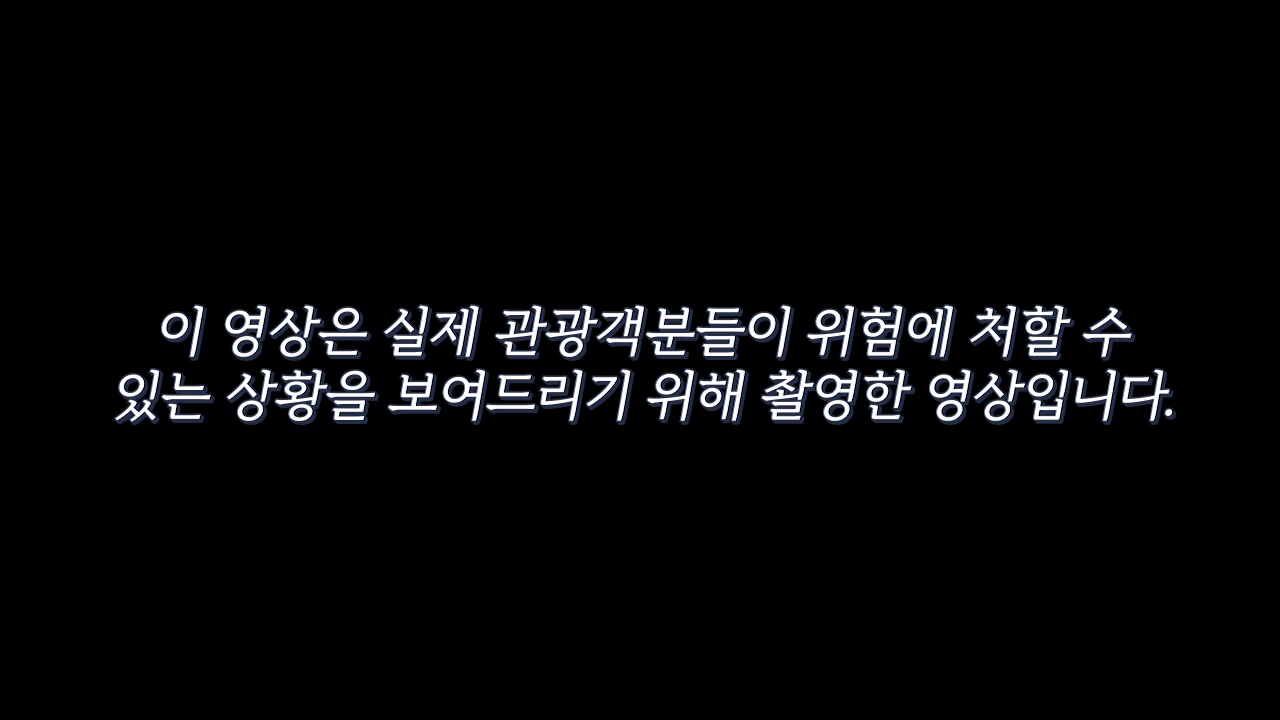 이 영상은 실제 관광객분들이 위험에 처할 수
있는 상황을 보여드리기 위해 촬영한 영상입니다.